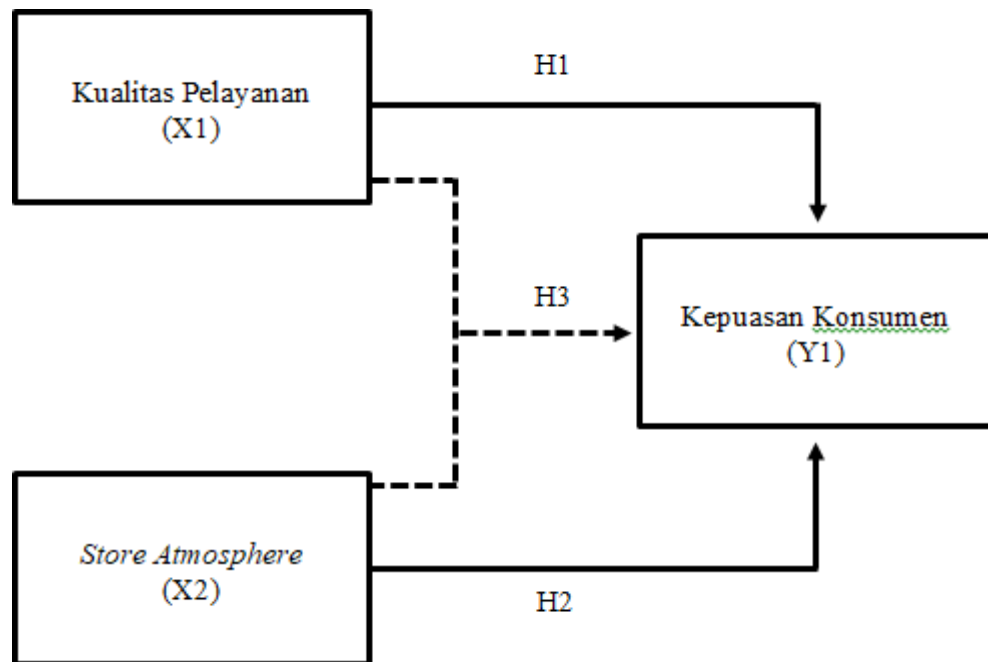 Kualitas Pelayanan
(X1)
H1
H3
Kepuasan Konsumen
(Y1)
Store Atmosphere
(X2)
H2